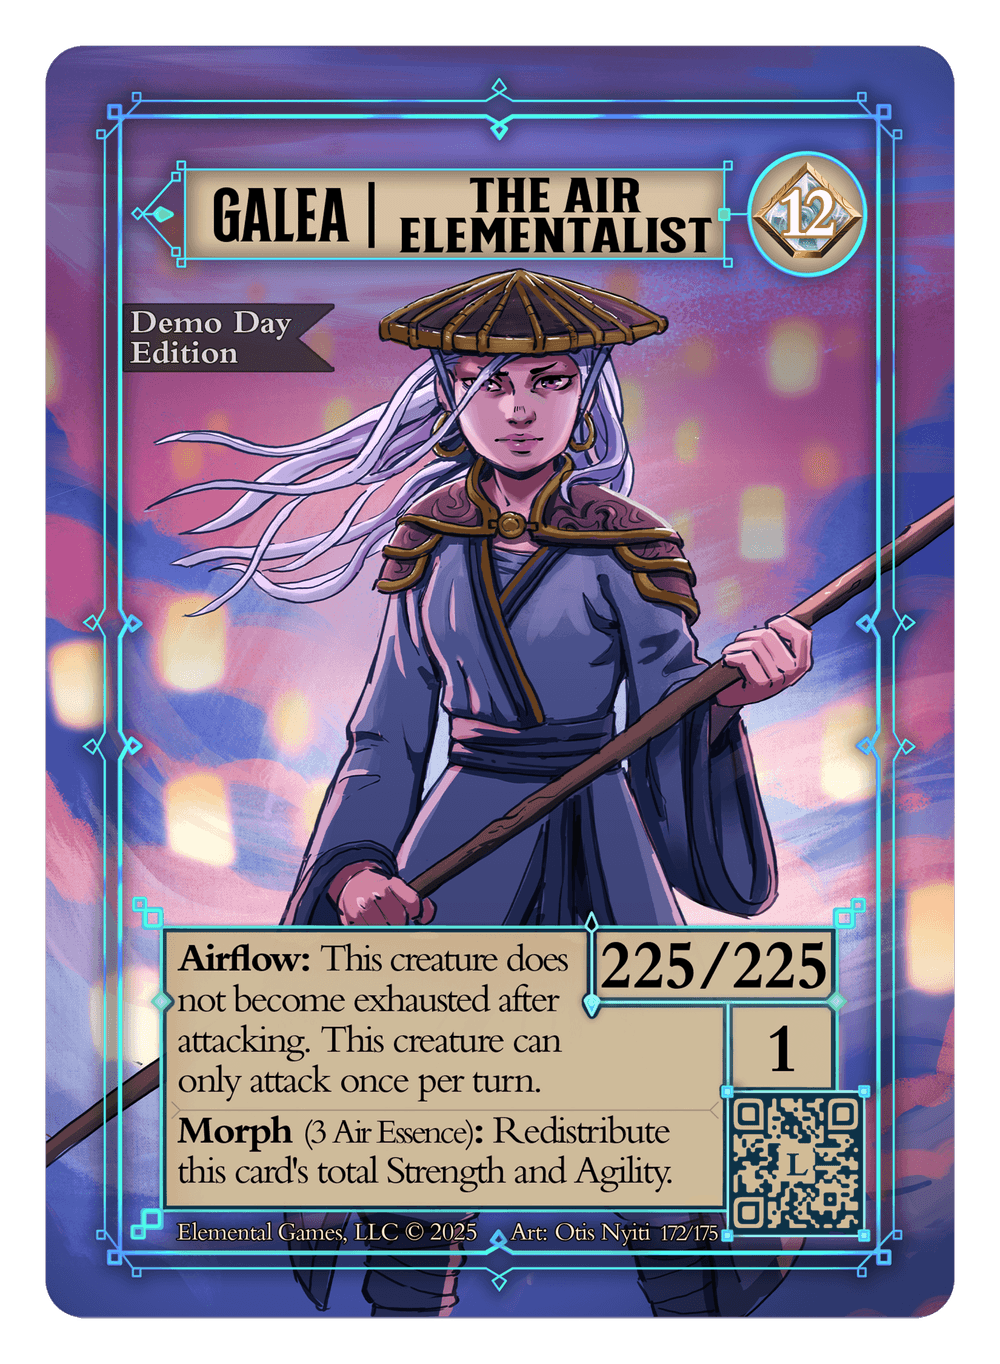 GALEA | THE AIR
ELEMENTALIST
12
Demo Day
Edition
Airflow: This creature does
not become exhausted after
attacking. This creature can
only attack once per turn.
Morph (3 Air Essence): Redistribute
this card's total Strength and Agility.
225/225
1
L
Elemental Games, LLC © 2025 Art: Otis Nyiti 172/175